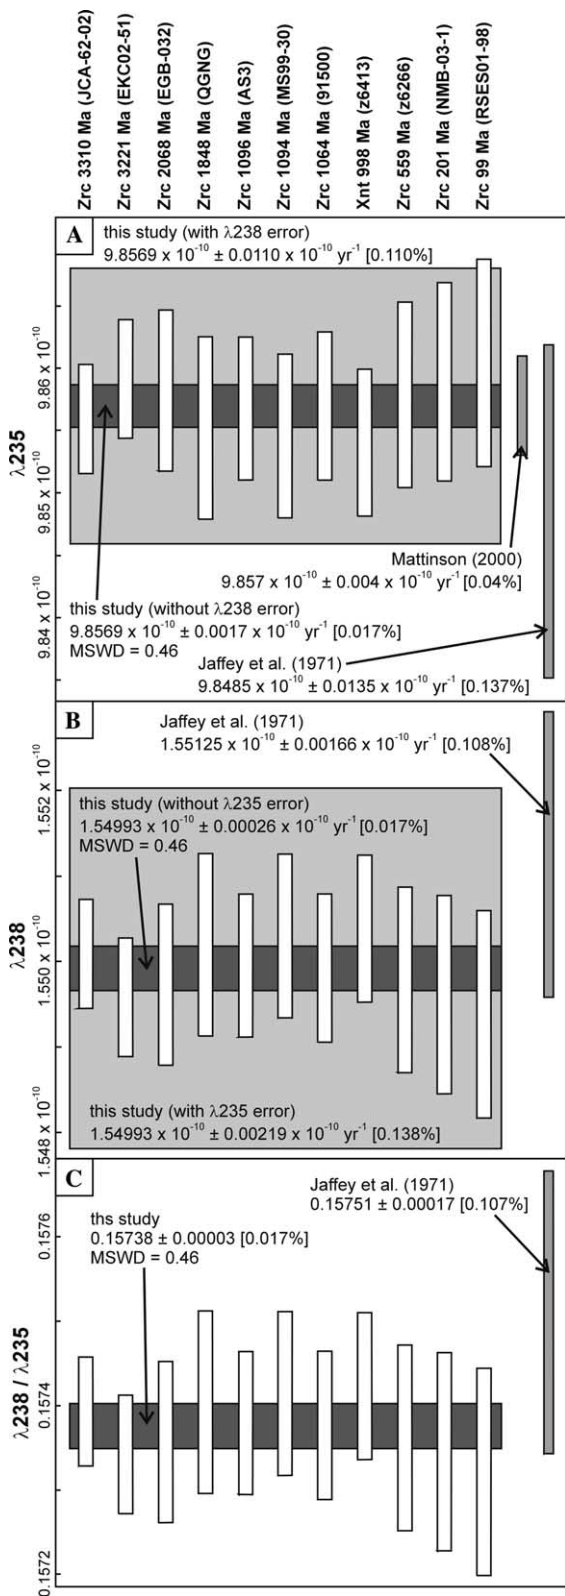 Zrc 3310 Ma (JCA-62-02)
Zrc 3221 Ma (EKC02-51)
Zrc 2068 Ma (EGB-032)
Zrc 1848 Ma (QGNG)
Zrc 1096 Ma (AS3)
Zrc 1094 Ma (MS99-30)
Zrc 1064 Ma (91500)
Xnt 998 Ma (z6413)
Zrc 559 Ma (z6266)
Zrc 201 Ma (NMB-03-1)
Zrc 99 Ma (RSES01-98)
A
this study (with λ238 error)
9.8569 x 10⁻¹⁰ ± 0.0110 x 10⁻¹⁰ yr⁻¹ [0.110%]
9.86 x 10⁻¹⁰
9.85 x 10⁻¹⁰
9.84 x 10⁻¹⁰
λ235
Mattinson (2000)
9.857 x 10⁻¹⁰ ± 0.004 x 10⁻¹⁰ yr⁻¹ [0.04%]
this study (without λ238 error)
9.8569 x 10⁻¹⁰ ± 0.0017 x 10⁻¹⁰ yr⁻¹ [0.017%]
MSWD = 0.46
Jaffey et al. (1971)
9.8485 x 10⁻¹⁰ ± 0.0135 x 10⁻¹⁰ yr⁻¹ [0.137%]
B
Jaffey et al. (1971)
1.55125 x 10⁻¹⁰ ± 0.00166 x 10⁻¹⁰ yr⁻¹ [0.108%]
1.552 x 10⁻¹⁰
1.550 x 10⁻¹⁰
1.548 x 10⁻¹⁰
λ238
this study (without λ235 error)
1.54993 x 10⁻¹⁰ ± 0.00026 x 10⁻¹⁰ yr⁻¹ [0.017%]
MSWD = 0.46
this study (with λ235 error)
1.54993 x 10⁻¹⁰ ± 0.00219 x 10⁻¹⁰ yr⁻¹ [0.138%]
C
Jaffey et al. (1971)
0.15751 ± 0.00017 [0.107%]
0.1576
0.1574
0.1572
λ238 / λ235
ths study
0.15738 ± 0.00003 [0.017%]
MSWD = 0.46